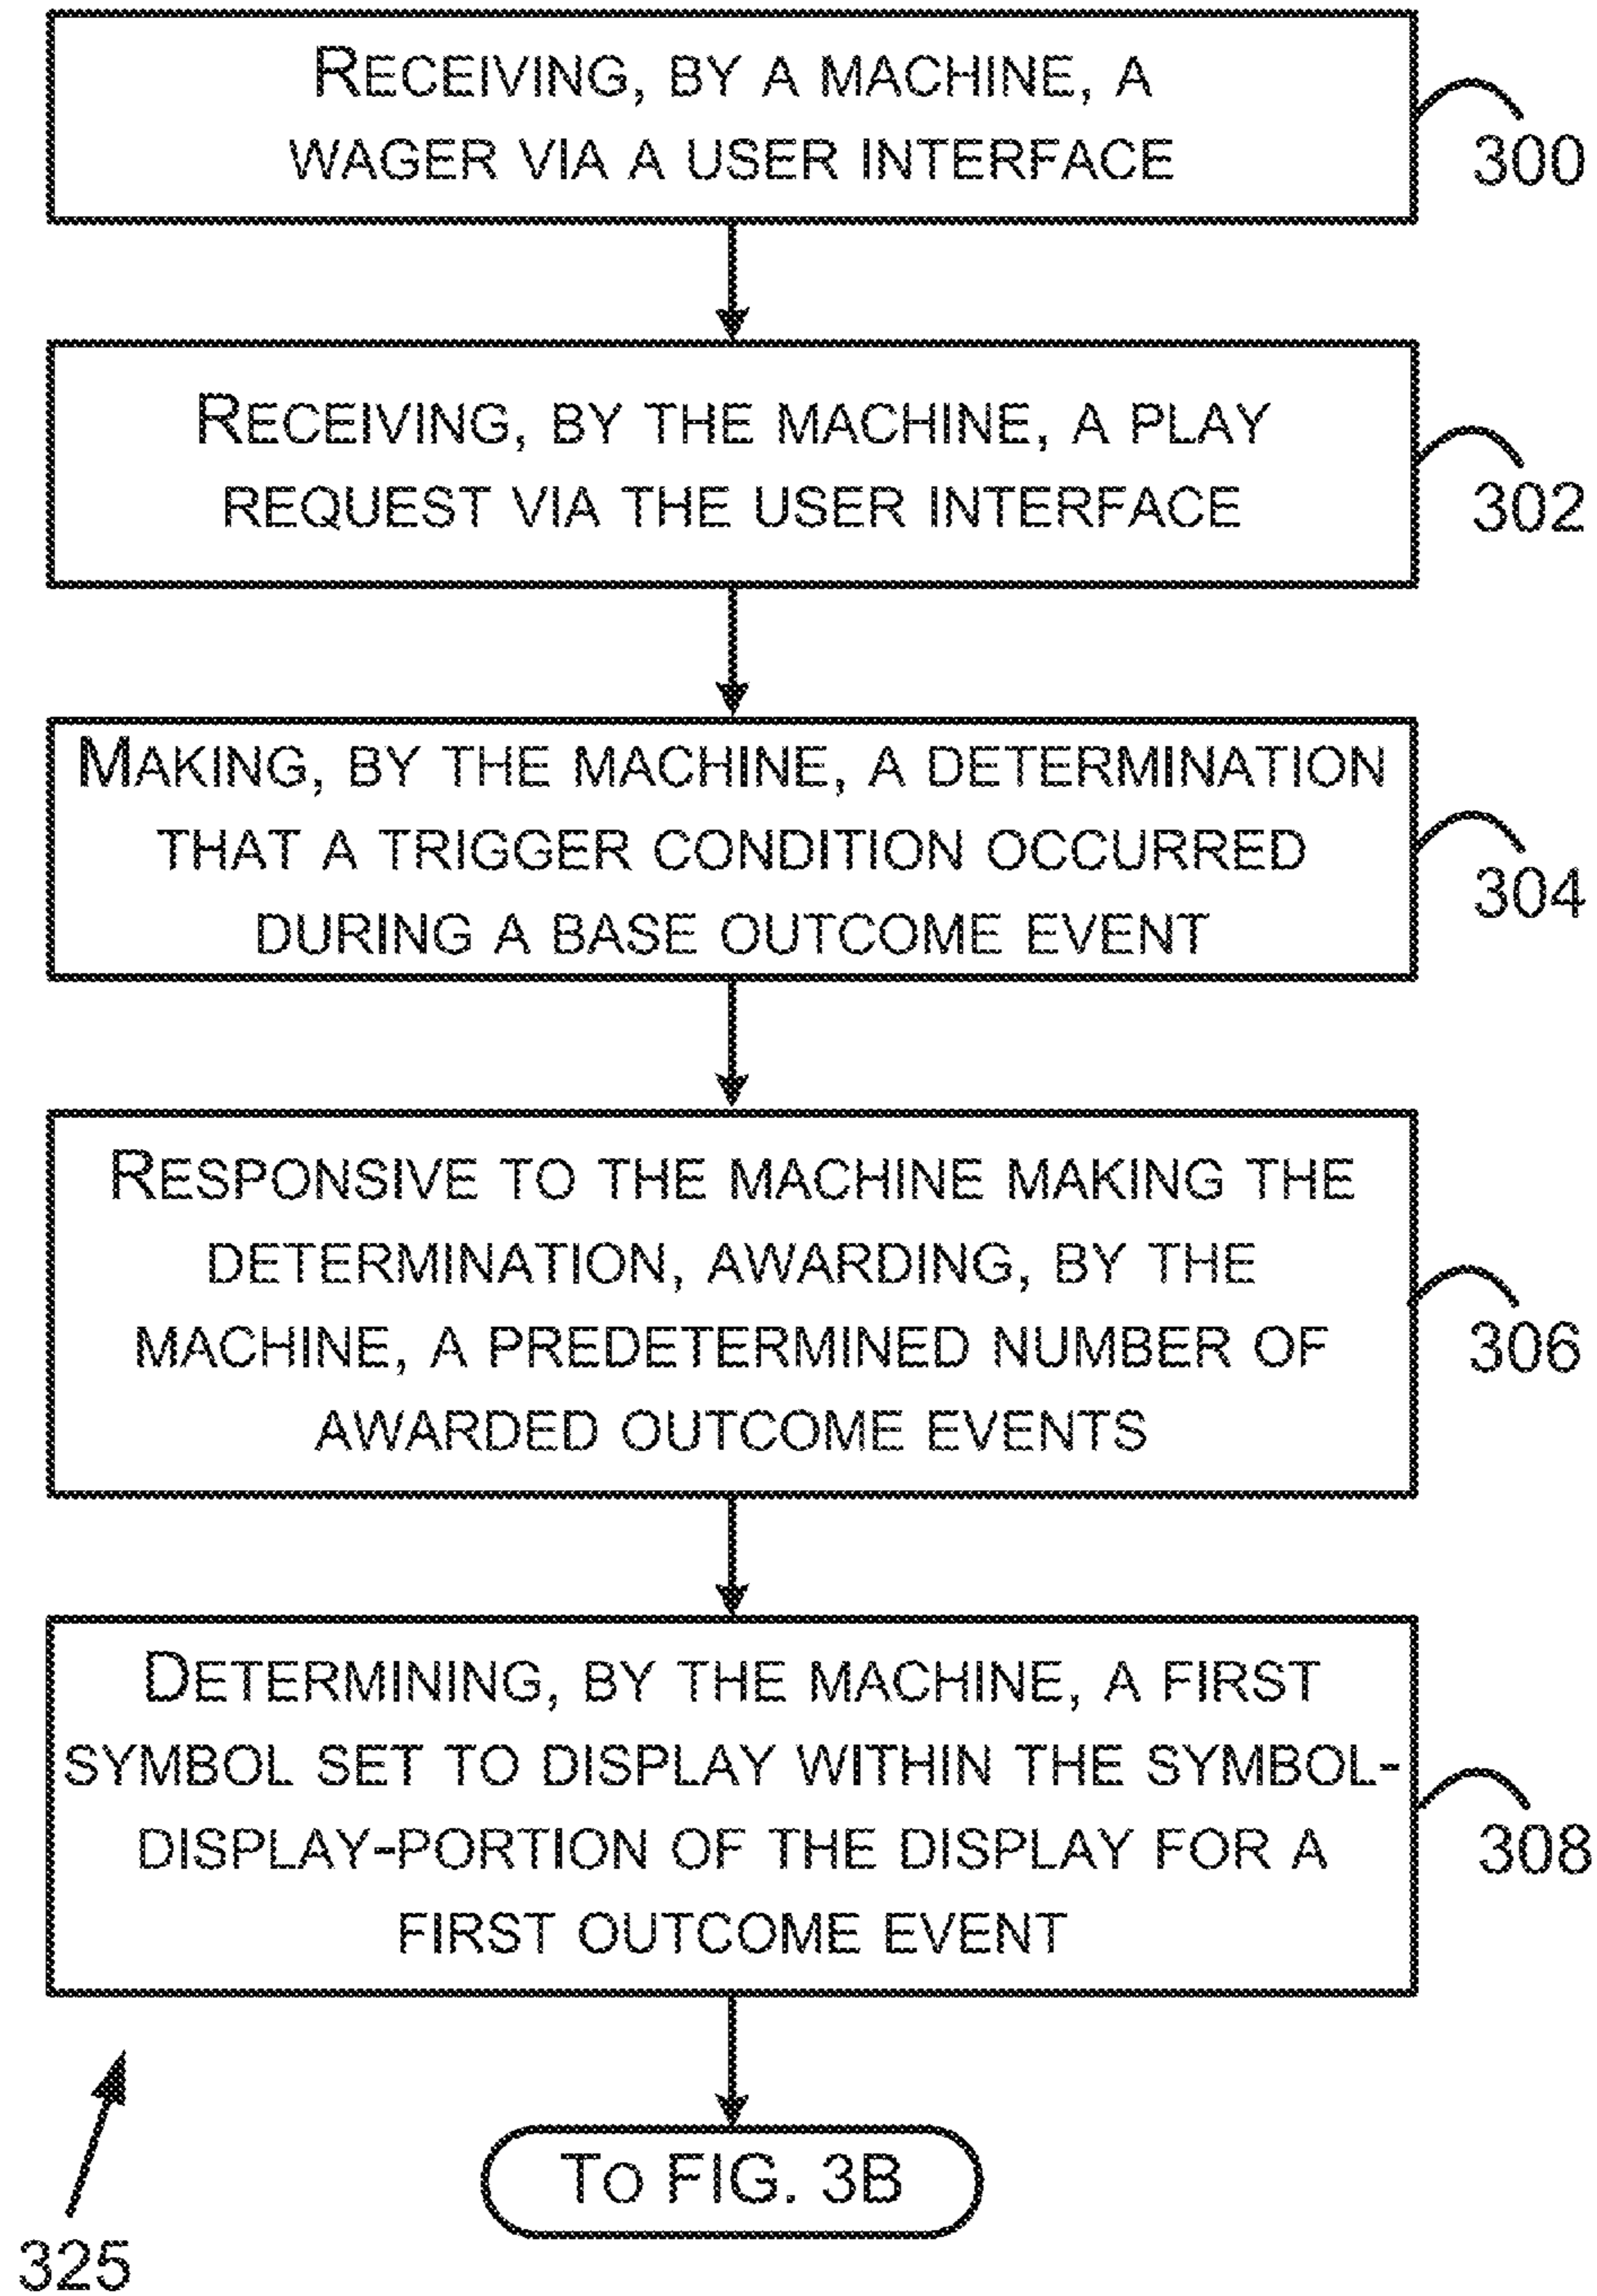 RECEIVING, BY A MACHINE, A
WAGER VIA A USER INTERFACE
300
RECEIVING, BY THE MACHINE, A PLAY
REQUEST VIA THE USER INTERFACE
302
MAKING, BY THE MACHINE, A DETERMINATION
THAT A TRIGGER CONDITION OCCURRED
DURING A BASE OUTCOME EVENT
304
RESPONSIVE TO THE MACHINE MAKING THE
DETERMINATION, AWARDING, BY THE
MACHINE, A PREDETERMINED NUMBER OF
AWARDED OUTCOME EVENTS
306
DETERMINING, BY THE MACHINE, A FIRST
SYMBOL SET TO DISPLAY WITHIN THE SYMBOL-
DISPLAY-PORTION OF THE DISPLAY FOR A
FIRST OUTCOME EVENT
308
TO FIG. 3B
325